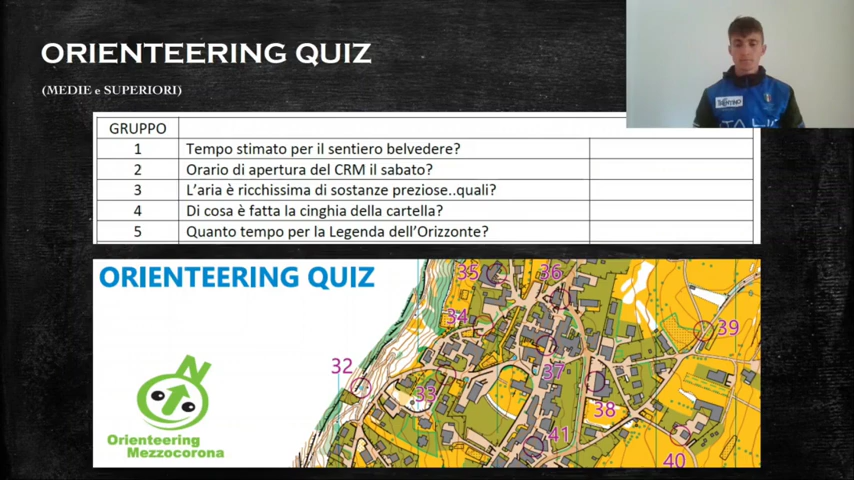 ORIENTEERING QUIZ
(MEDIE e SUPERIORI)
GRUPPO
1 Tempo stimato per il sentiero belvedere?
2 Orario di apertura del CRM il sabato?
3 L'aria è ricchissima di sostanze preziose..quali?
4 Di cosa è fatta la cinghia della cartella?
5 Quanto tempo per la Legenda dell'Orizzonte?
ORIENTEERING QUIZ
35
36
34
39
32
37
33
38
41
40
N
Orienteering
Mezzocorona
TRENTINO